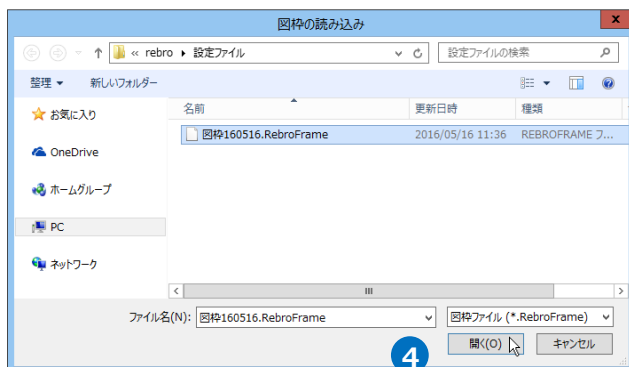 図枠の読み込み
x
« rebro ▸ 設定ファイル
設定ファイルの検索
整理 ▼ 新しいフォルダー
名前 更新日時 種類
お気に入り
図枠160516.RebroFrame 2016/05/16 11:36 REBROFRAME フ...
OneDrive
ホームグループ
PC
ネットワーク
ファイル名(N): 図枠160516.RebroFrame 図枠ファイル (*.RebroFrame)
4 開く(O) キャンセル